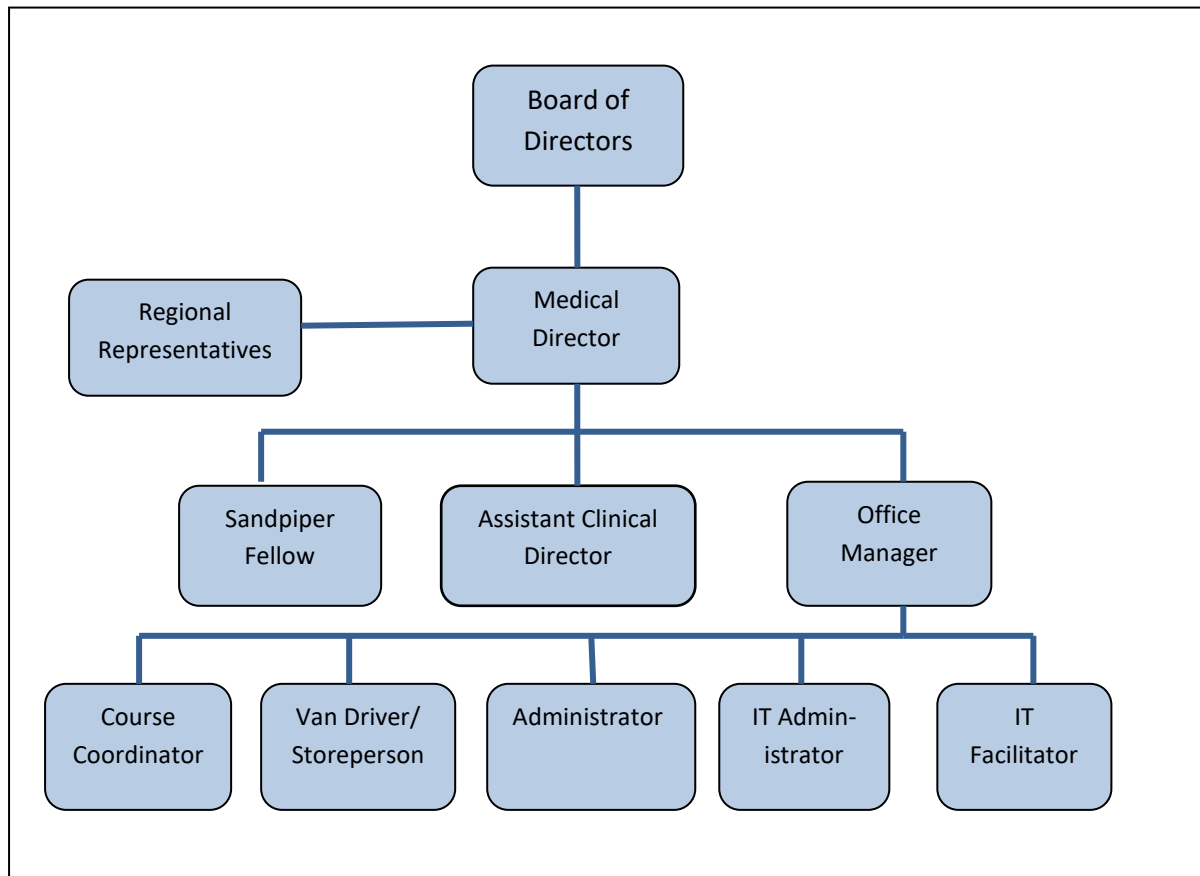 Board of
Directors
Regional
Representatives
Medical
Director
Sandpiper
Fellow
Assistant Clinical
Director
Office
Manager
Course
Coordinator
Van Driver/
Storeperson
Administrator
IT Admin-
istrator
IT
Facilitator